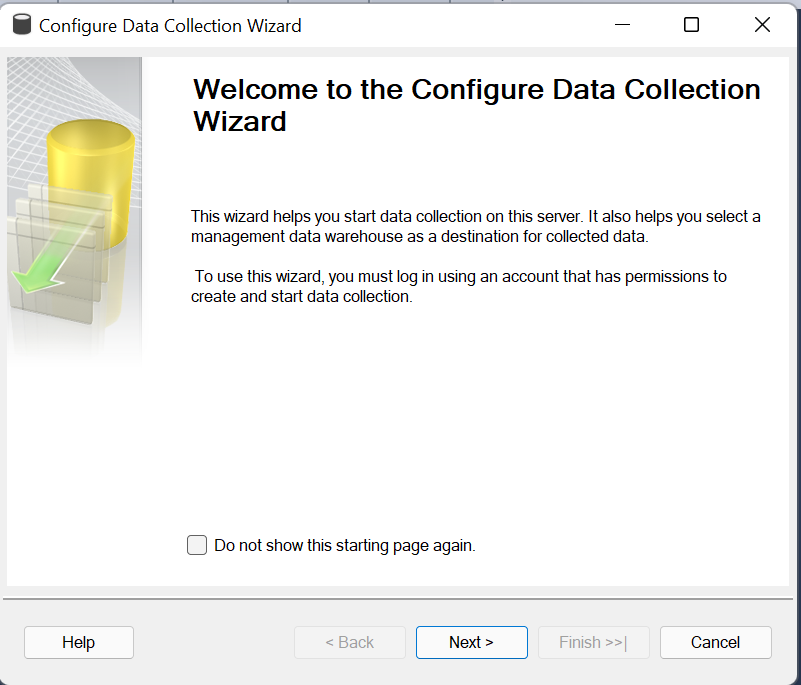 Configure Data Collection Wizard
Welcome to the Configure Data Collection
Wizard
This wizard helps you start data collection on this server. It also helps you select a
management data warehouse as a destination for collected data.
To use this wizard, you must log in using an account that has permissions to
create and start data collection.
Do not show this starting page again.
Help
< Back
Next >
Finish >>|
Cancel